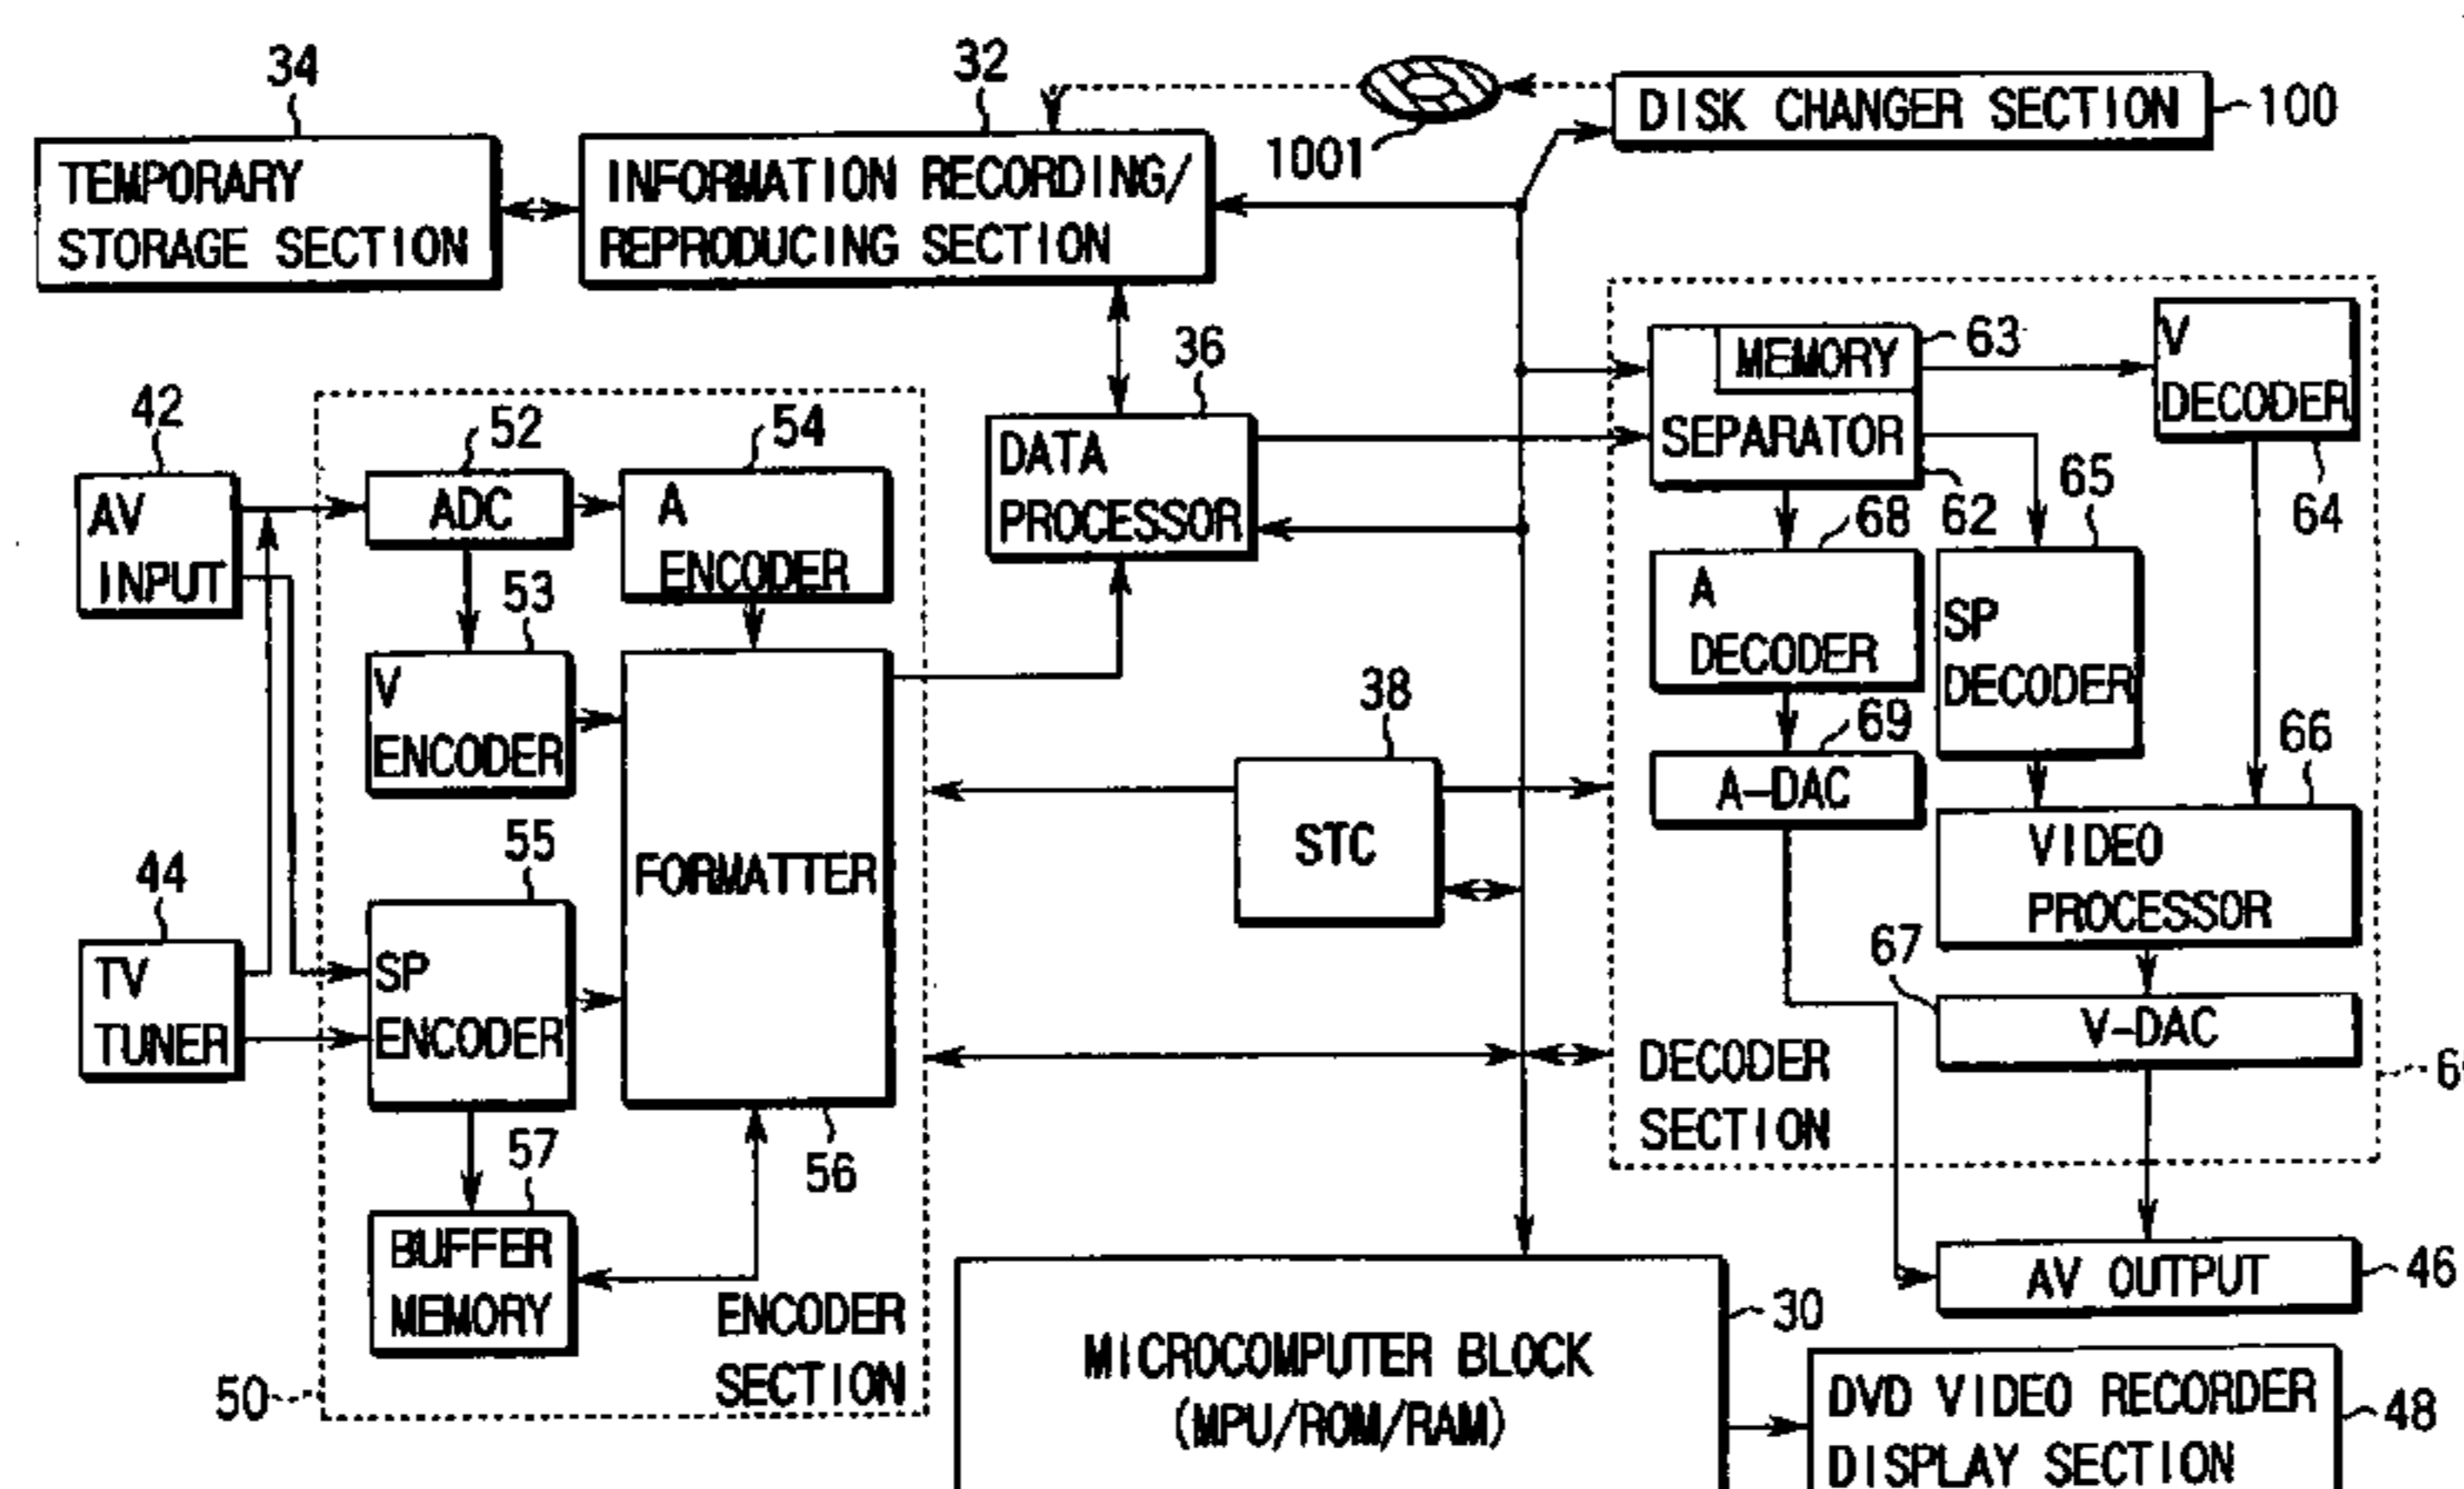 34
32
1001
DISK CHANGER SECTION
100
TEMPORARY
STORAGE SECTION
INFORMATION RECORDING/
REPRODUCING SECTION
42
AV
INPUT
44
TV
TUNER
52
ADC
54
A
ENCODER
53
V
ENCODER
55
SP
ENCODER
FORMATTER
56
57
BUFFER
MEMORY
ENCODER
SECTION
50
36
DATA
PROCESSOR
38
STC
MEMORY
63
SEPARATOR
62
V
DECODER
64
68
A
DECODER
65
SP
DECODER
69
A-DAC
66
VIDEO
PROCESSOR
67
V-DAC
DECODER
SECTION
AV OUTPUT
46
MICROCOMPUTER BLOCK
(MPU/ROM/RAM)
30
DVD VIDEO RECORDER
DISPLAY SECTION
48